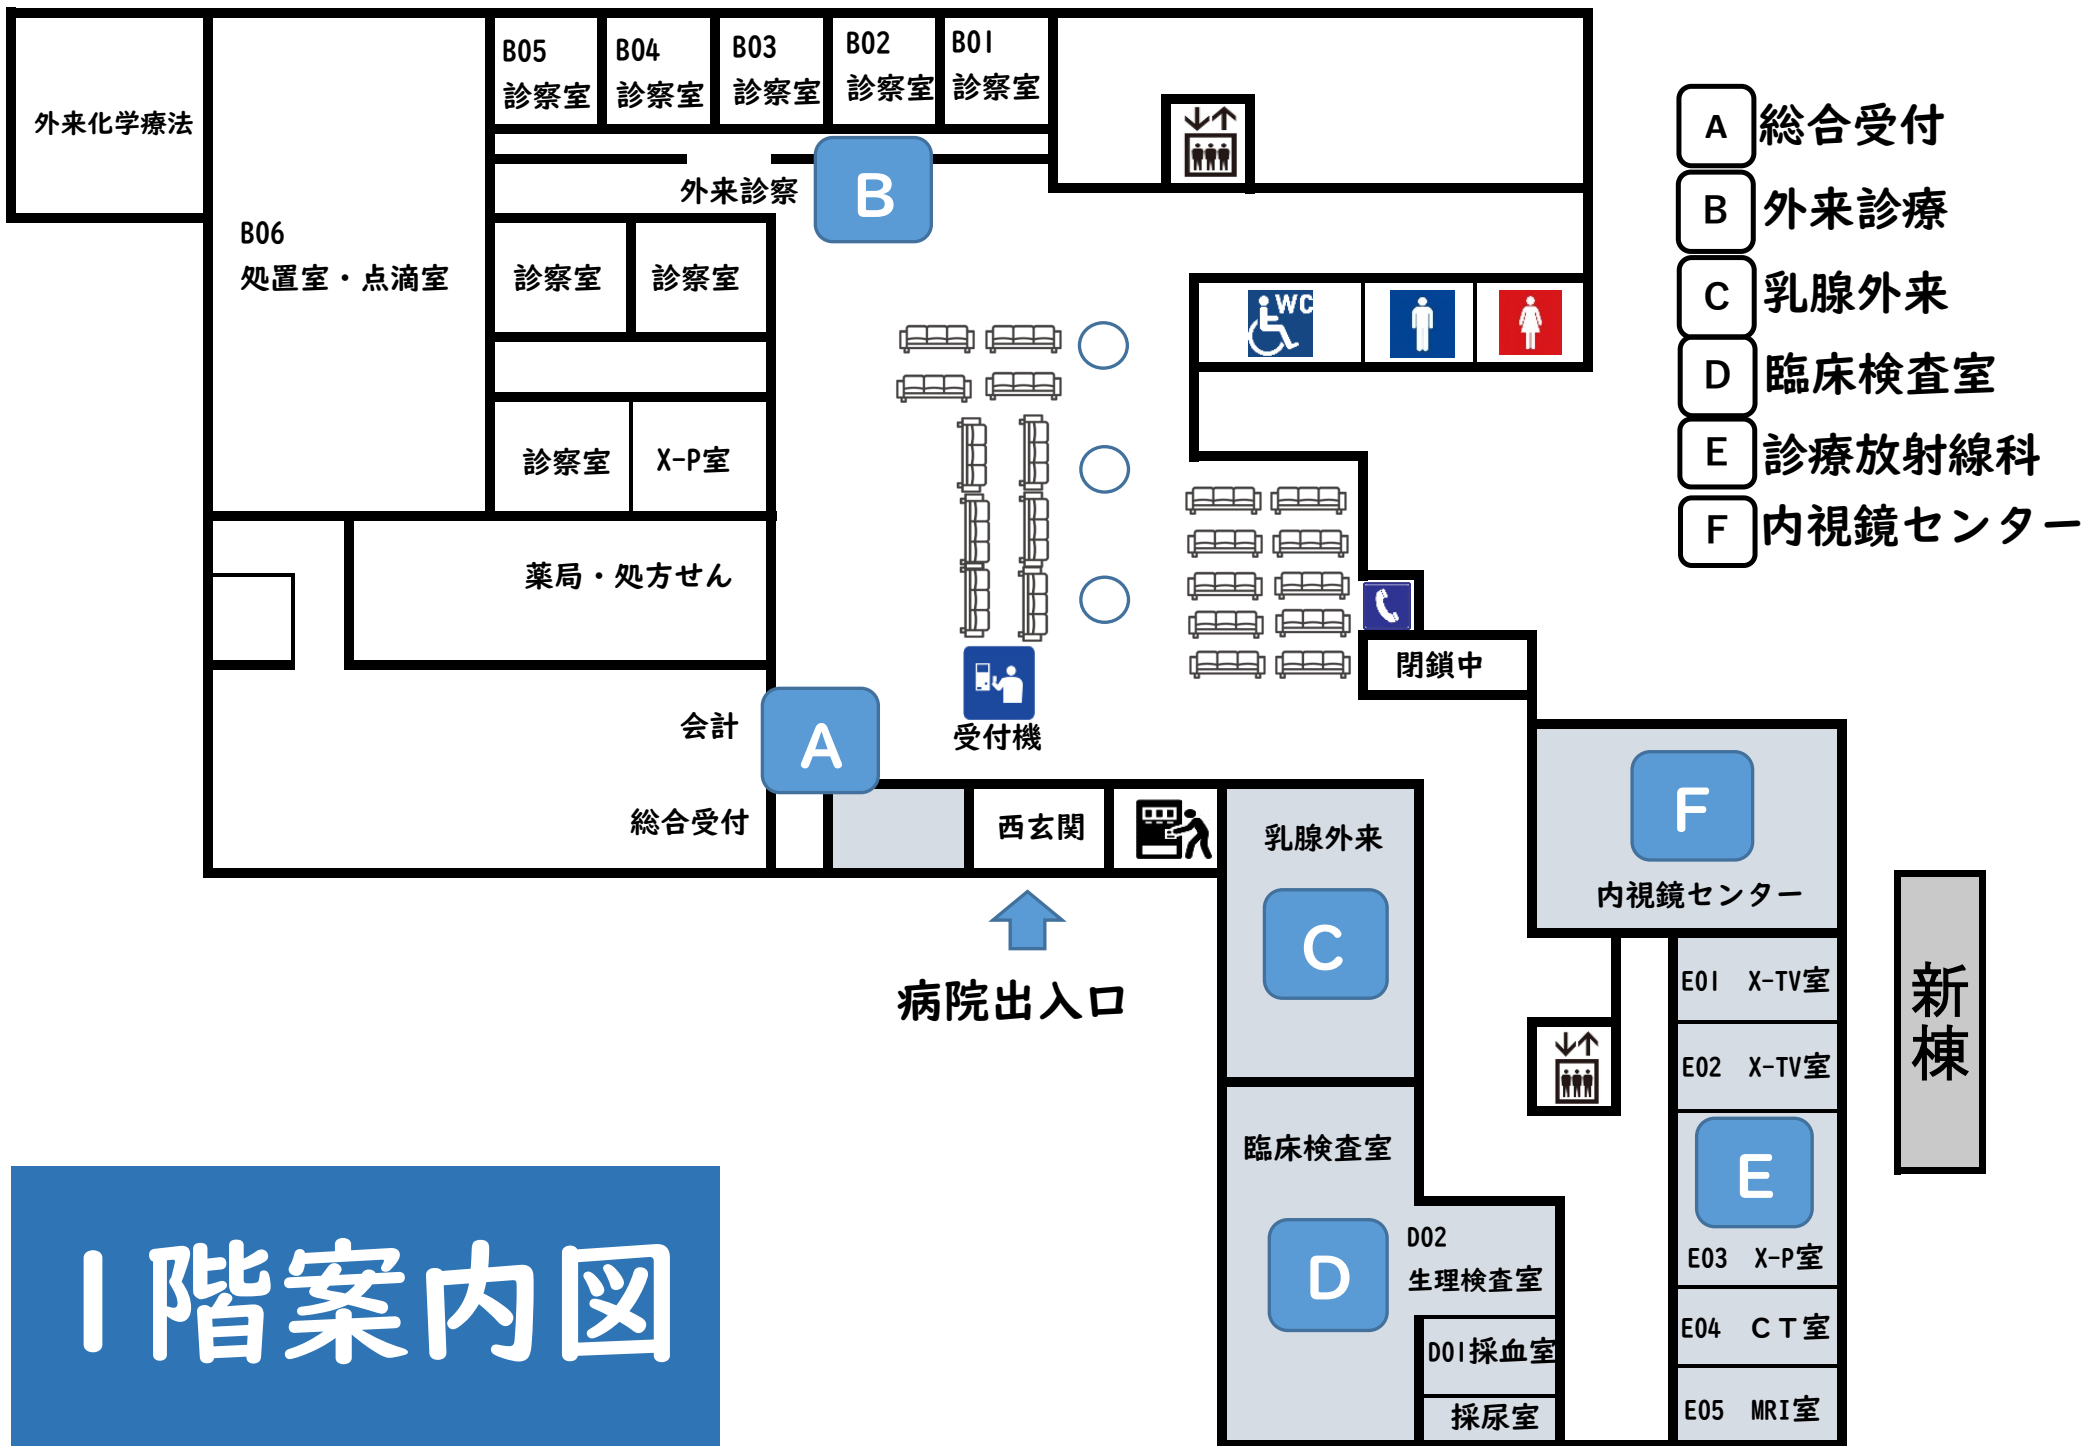 B05
診察室
B04
診察室
B03
診察室
B02
診察室
B01
診察室
外来化学療法
外来診察
B
B06
処置室・点滴室
診察室
診察室
WC
診察室
X-P室
薬局・処方せん
会計
A
受付機
総合受付
西玄関
病院出入口
閉鎖中
乳腺外来
C
F
内視鏡センター
臨床検査室
D
D02
生理検査室
D01採血室
採尿室
E01 X-TV室
E02 X-TV室
E
E03 X-P室
E04 CT室
E05 MRI室
新棟
A 総合受付
B 外来診療
C 乳腺外来
D 臨床検査室
E 診療放射線科
F 内視鏡センター
1階案内図